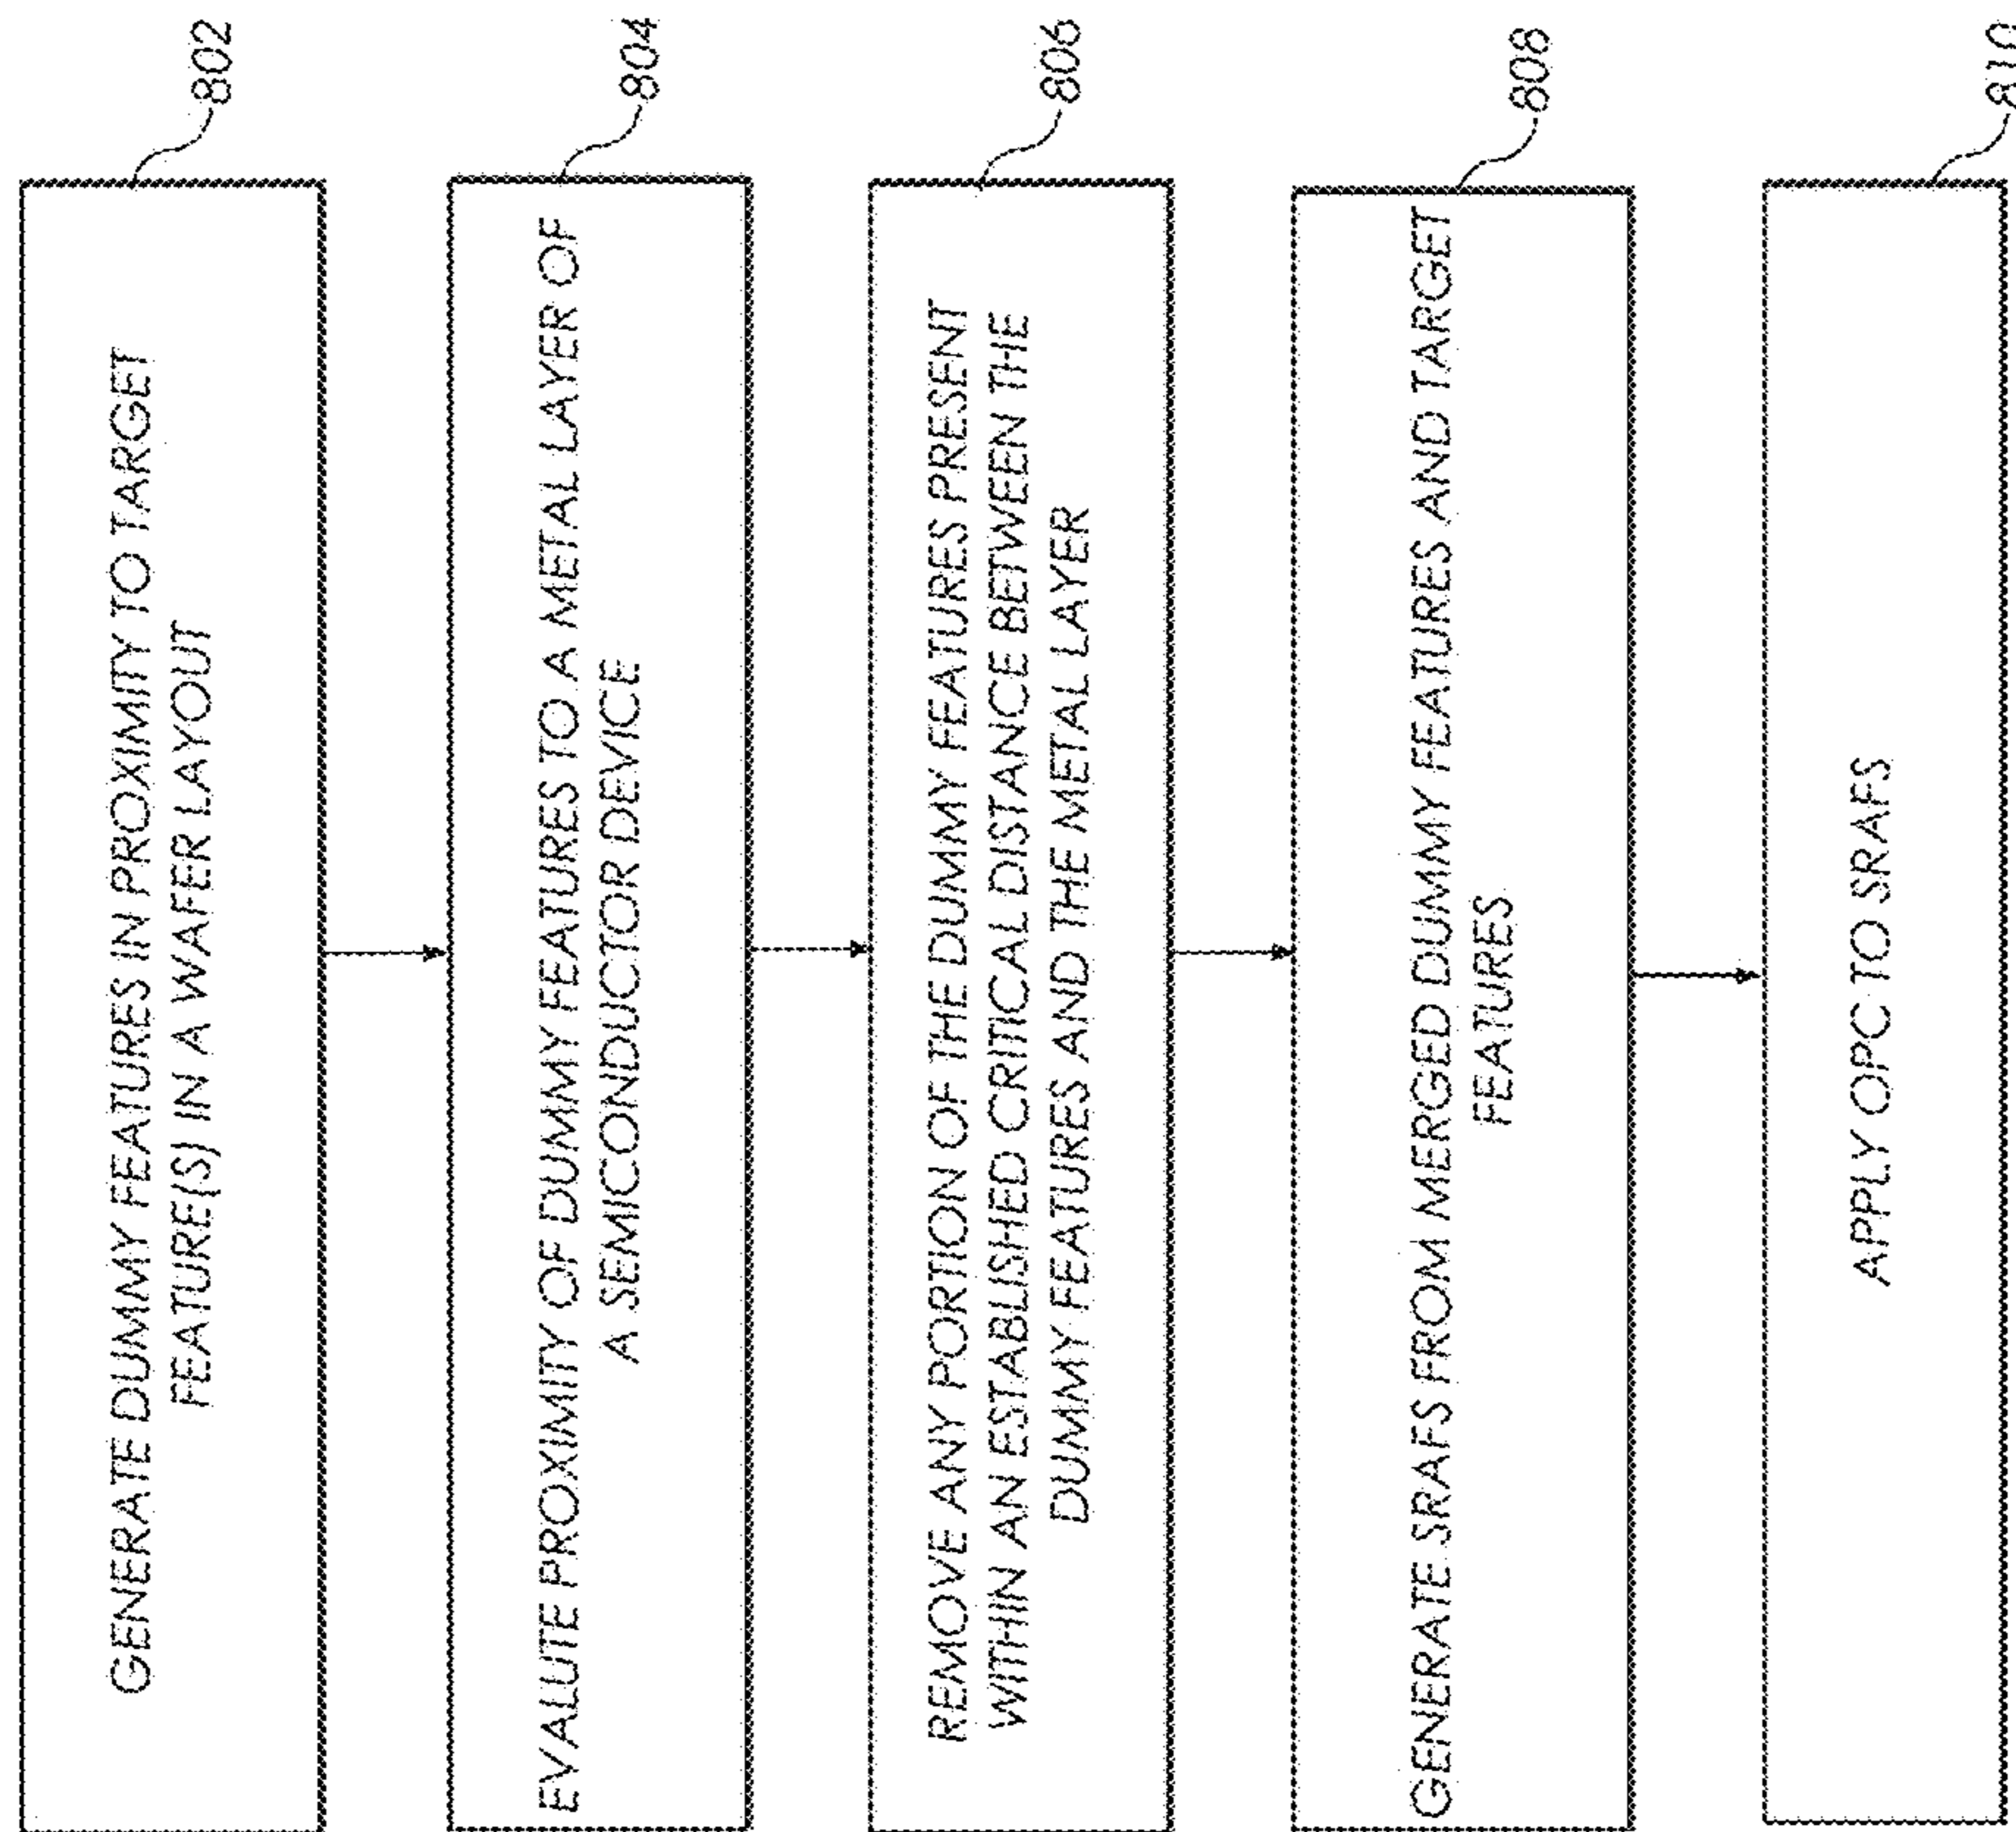 802
GENERATE DUMMY FEATURES IN PROXIMITY TO TARGET
FEATURE(S) IN A WAFER LAYOUT
804
EVALUTE PROXIMITY OF DUMMY FEATURES TO A METAL LAYER OF
A SEMICONDUCTOR DEVICE
806
REMOVE ANY PORTION OF THE DUMMY FEATURES PRESENT
WITHIN AN ESTABLISHED CRITICAL DISTANCE BETWEEN THE
DUMMY FEATURES AND THE METAL LAYER
808
GENERATE SRAFS FROM MERGED DUMMY FEATURES AND TARGET
FEATURES
810
APPLY OPC TO SRAFS